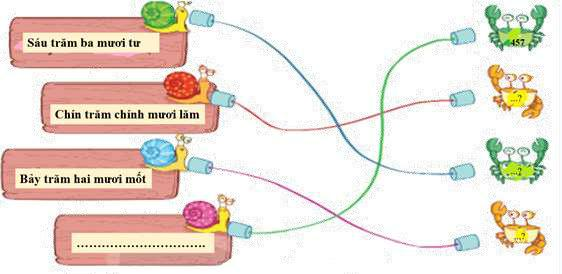 Sáu trăm ba mươi tư
457
Chín trăm chính mươi lăm
...?
Bảy trăm hai mươi mốt
...?
..............................
...?